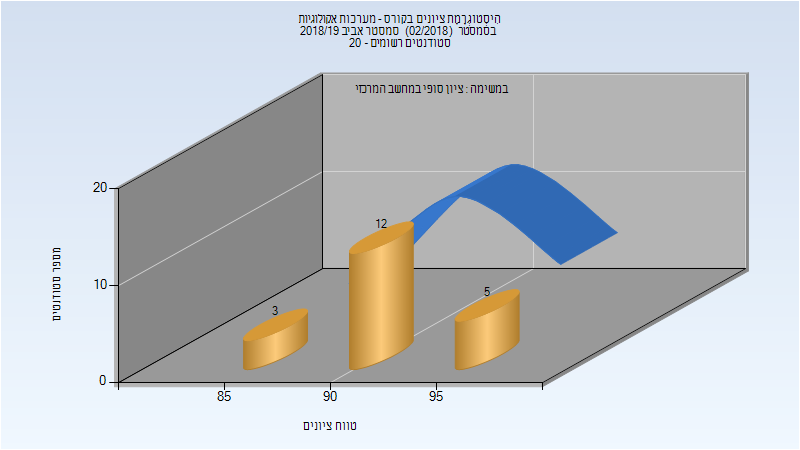 היסטוגרמת ציונים בקורס - מערכות אקולוגיות
בסמסטר (02/2018) סמסטר אביב 2018/19
סטודנטים רשומים - 20
במשימה : ציון סופי במחשב המרכזי
20
10
0
מספר סטודנטים
3
12
5
85
90
95
טווח ציונים